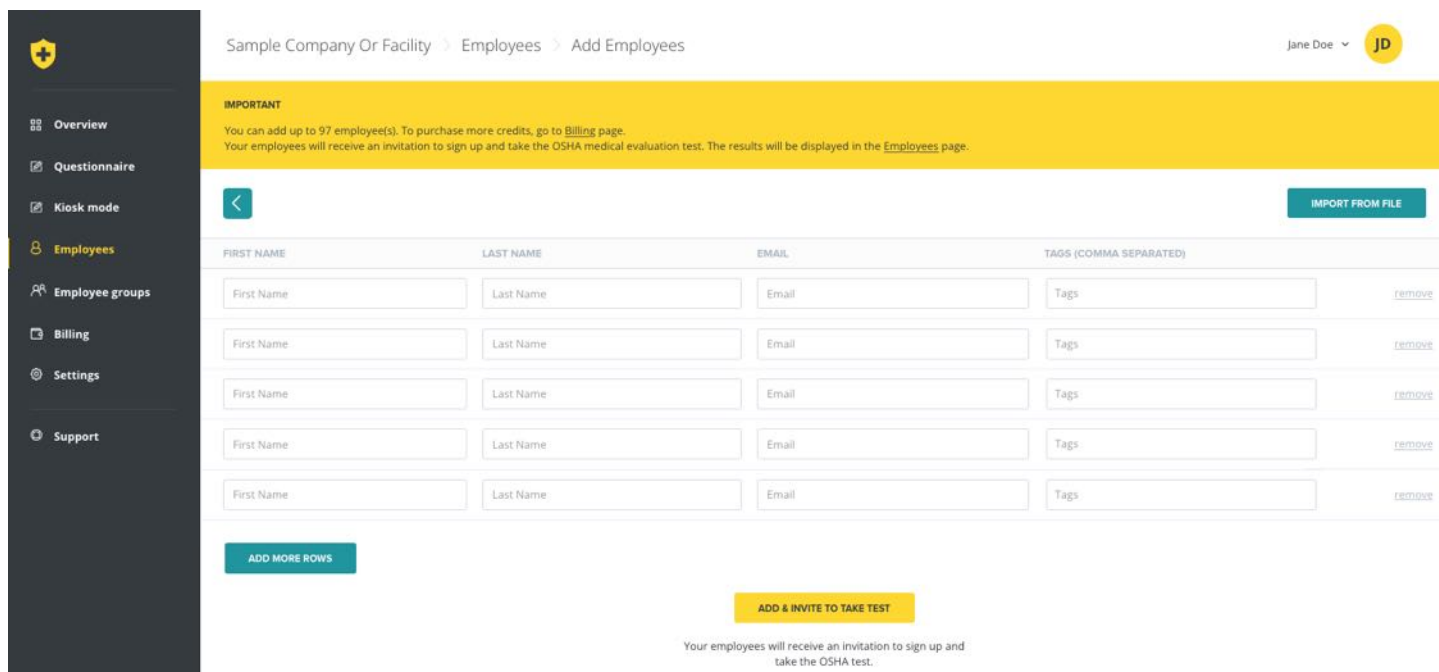 Sample Company Or Facility > Employees > Add Employees
Jane Doe
JD
Overview
Questionnaire
Kiosk mode
Employees
Employee groups
Billing
Settings
Support
IMPORTANT
You can add up to 97 employee(s). To purchase more credits, go to Billing page.
Your employees will receive an invitation to sign up and take the OSHA medical evaluation test. The results will be displayed in the Employees page.
IMPORT FROM FILE
FIRST NAME LAST NAME EMAIL TAGS (COMMA SEPARATED)
First Name Last Name Email Tags remove
First Name Last Name Email Tags remove
First Name Last Name Email Tags remove
First Name Last Name Email Tags remove
First Name Last Name Email Tags remove
ADD MORE ROWS
ADD & INVITE TO TAKE TEST
Your employees will receive an invitation to sign up and
take the OSHA test.